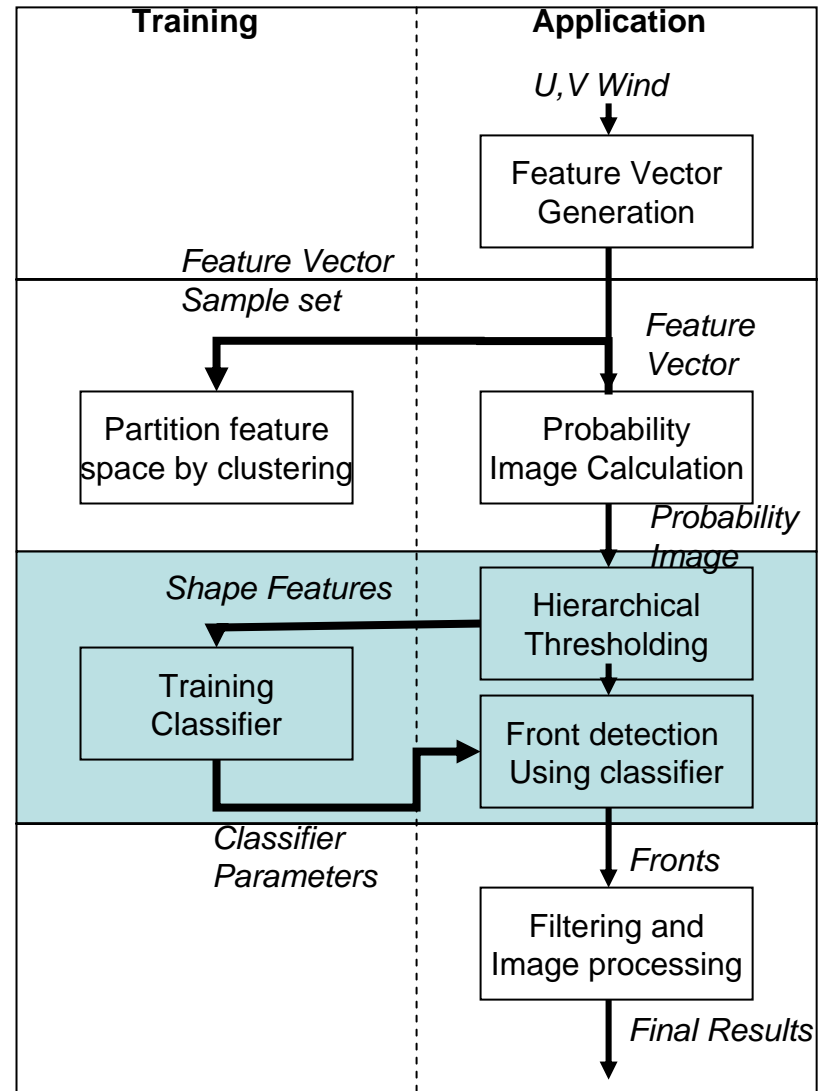 Training
Application
U,V Wind
Feature Vector
Generation
Feature Vector
Sample set
Feature
Vector
Partition feature
space by clustering
Probability
Image Calculation
Probability
Image
Shape Features
Hierarchical
Thresholding
Training
Classifier
Front detection
Using classifier
Classifier
Parameters
Fronts
Filtering and
Image processing
Final Results